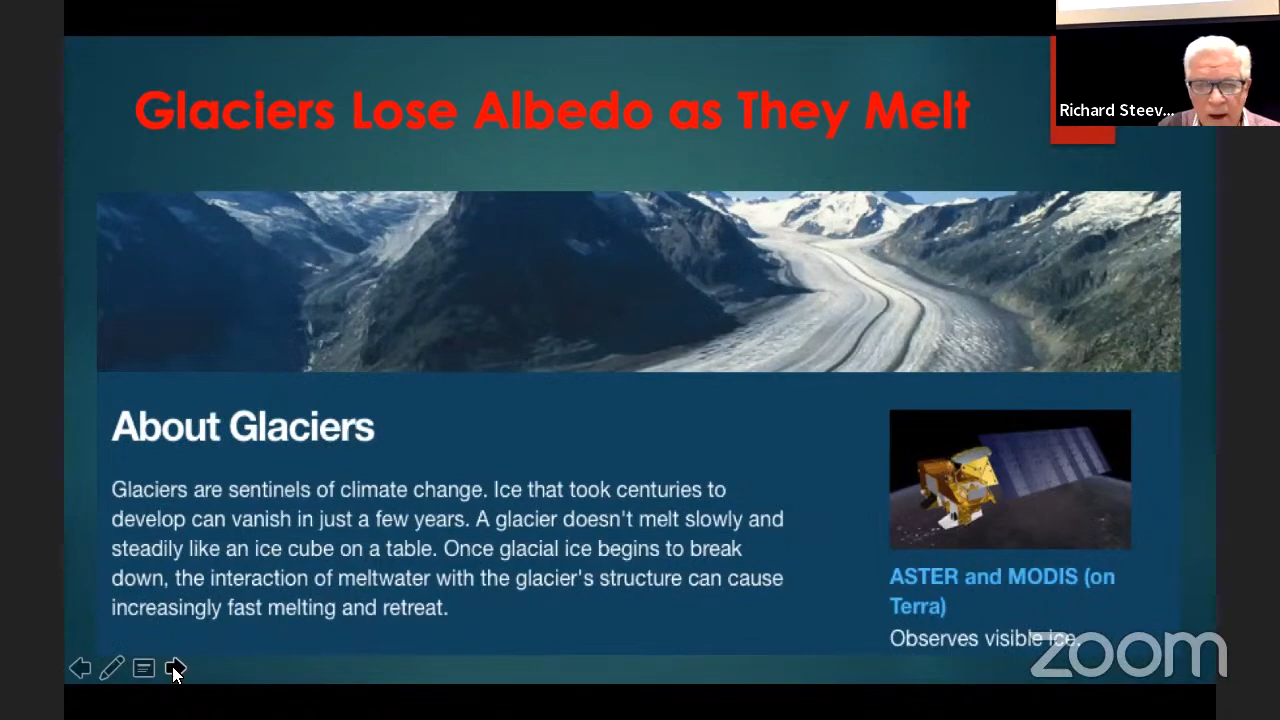 Glaciers Lose Albedo as They Melt
Richard Steev...
About Glaciers
Glaciers are sentinels of climate change. Ice that took centuries to
develop can vanish in just a few years. A glacier doesn't melt slowly and
steadily like an ice cube on a table. Once glacial ice begins to break
down, the interaction of meltwater with the glacier's structure can cause
increasingly fast melting and retreat.
ASTER and MODIS (on
Terra)
Observes visible ice.
zoom